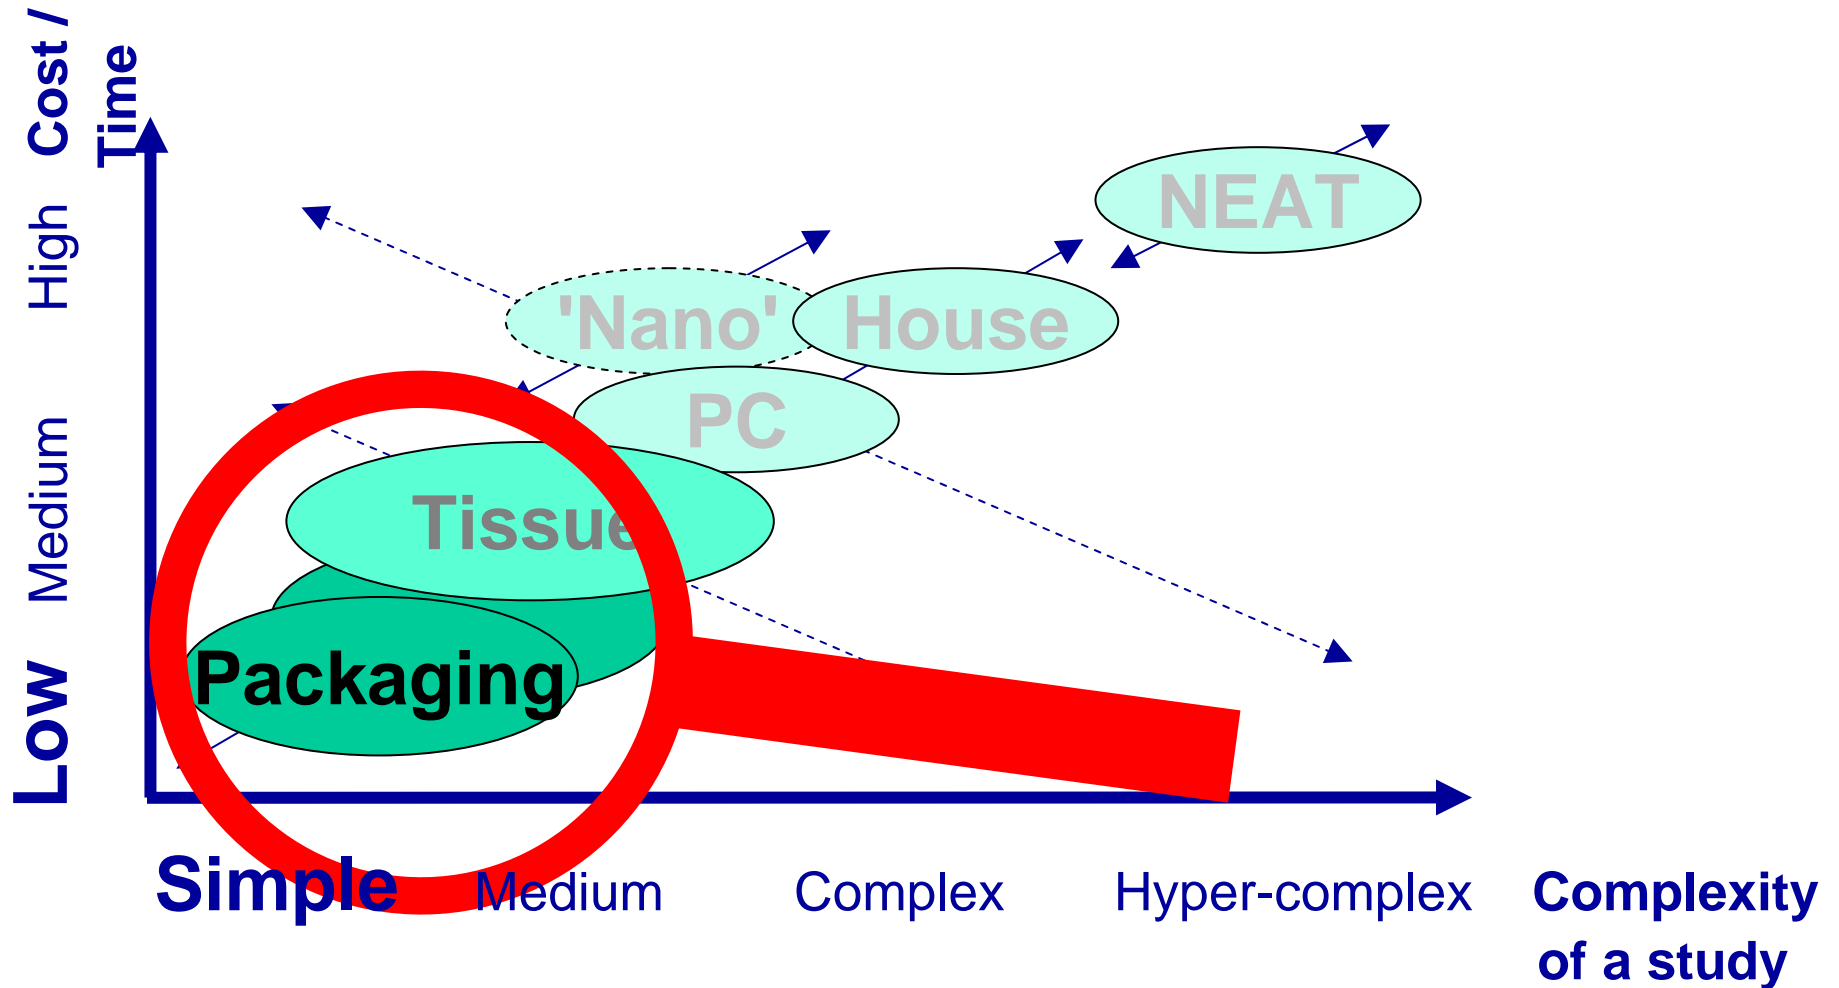 Cost /
Time
High
Medium
Low
NEAT
'Nano'
House
PC
Tissue
Packaging
Simple
Medium
Complex
Hyper-complex
Complexity
of a study